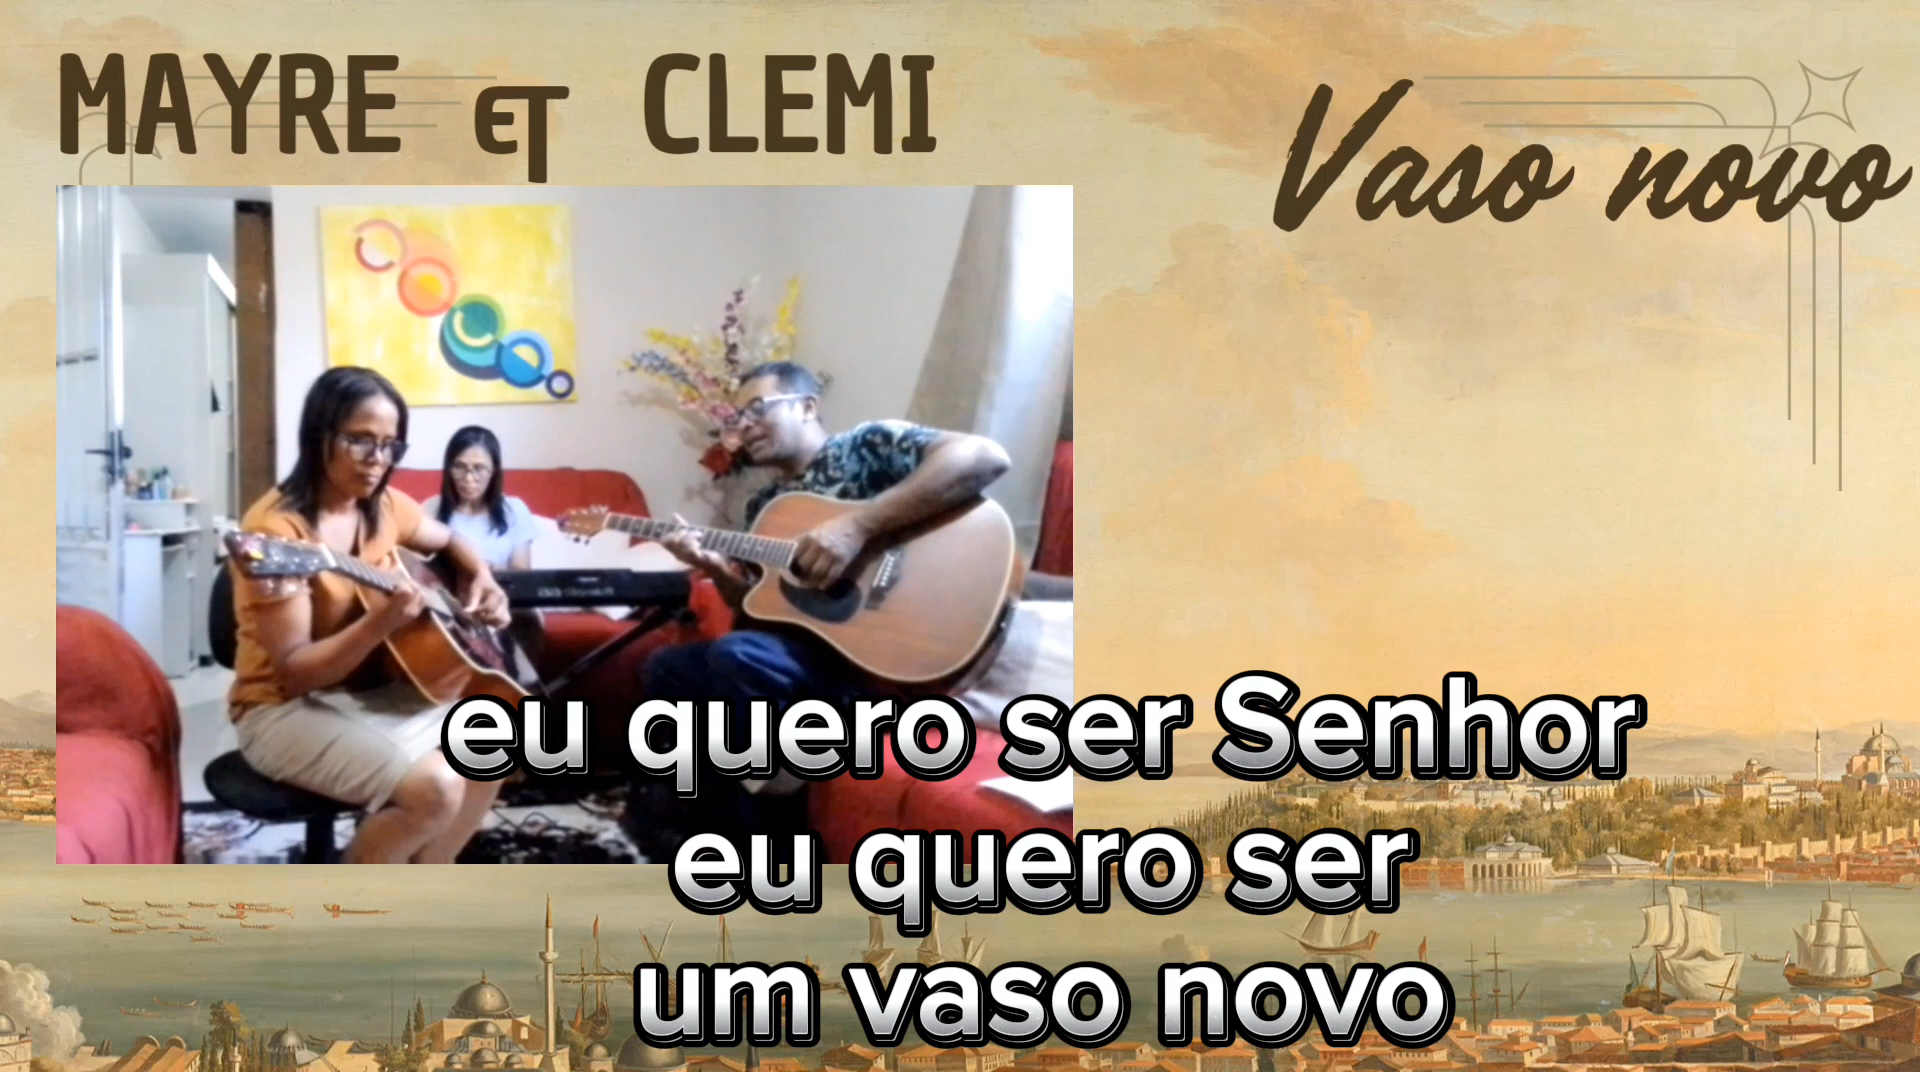 MAYRE et CLEMI
Vaso novo
eu quero ser Senhor
eu quero ser
um vaso novo